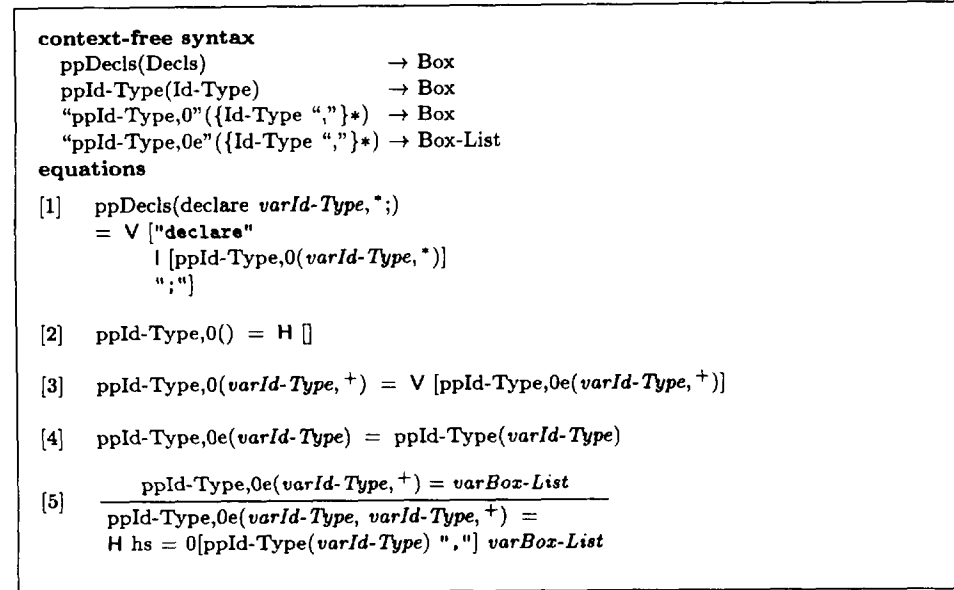 context-free syntax
ppDecls(Decls) → Box
ppId-Type(Id-Type) → Box
“ppId-Type,0”({Id-Type “,”}*) → Box
“ppId-Type,0e”({Id-Type “,”}*) → Box-List
equations
[1] ppDecls(declare varId-Type,*;)
= V ["declare"
I [ppId-Type,0(varId-Type,*)]
";"]
[2] ppId-Type,0() = H []
[3] ppId-Type,0(varId-Type,+) = V [ppId-Type,0e(varId-Type,+)]
[4] ppId-Type,0e(varId-Type) = ppId-Type(varId-Type)
[5] ppId-Type,0e(varId-Type,+) = varBox-List
ppId-Type,0e(varId-Type, varId-Type,+) =
H hs = 0[ppId-Type(varId-Type) ","] varBox-List